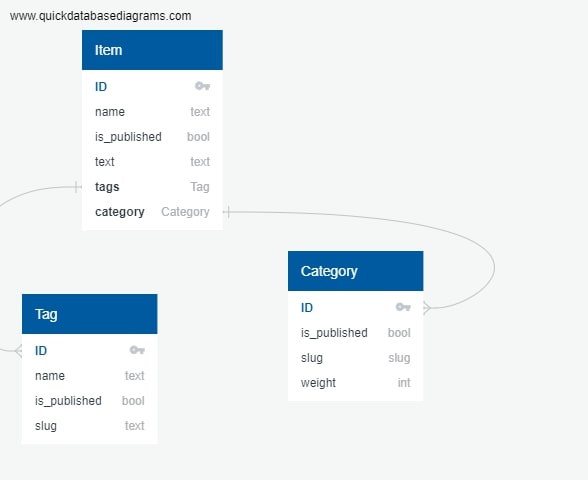 www.quickdatabasediagrams.com
Item
ID
name text
is_published bool
text text
tags Tag
category Category
Category
ID
is_published bool
slug slug
weight int
Tag
ID
name text
is_published bool
slug text